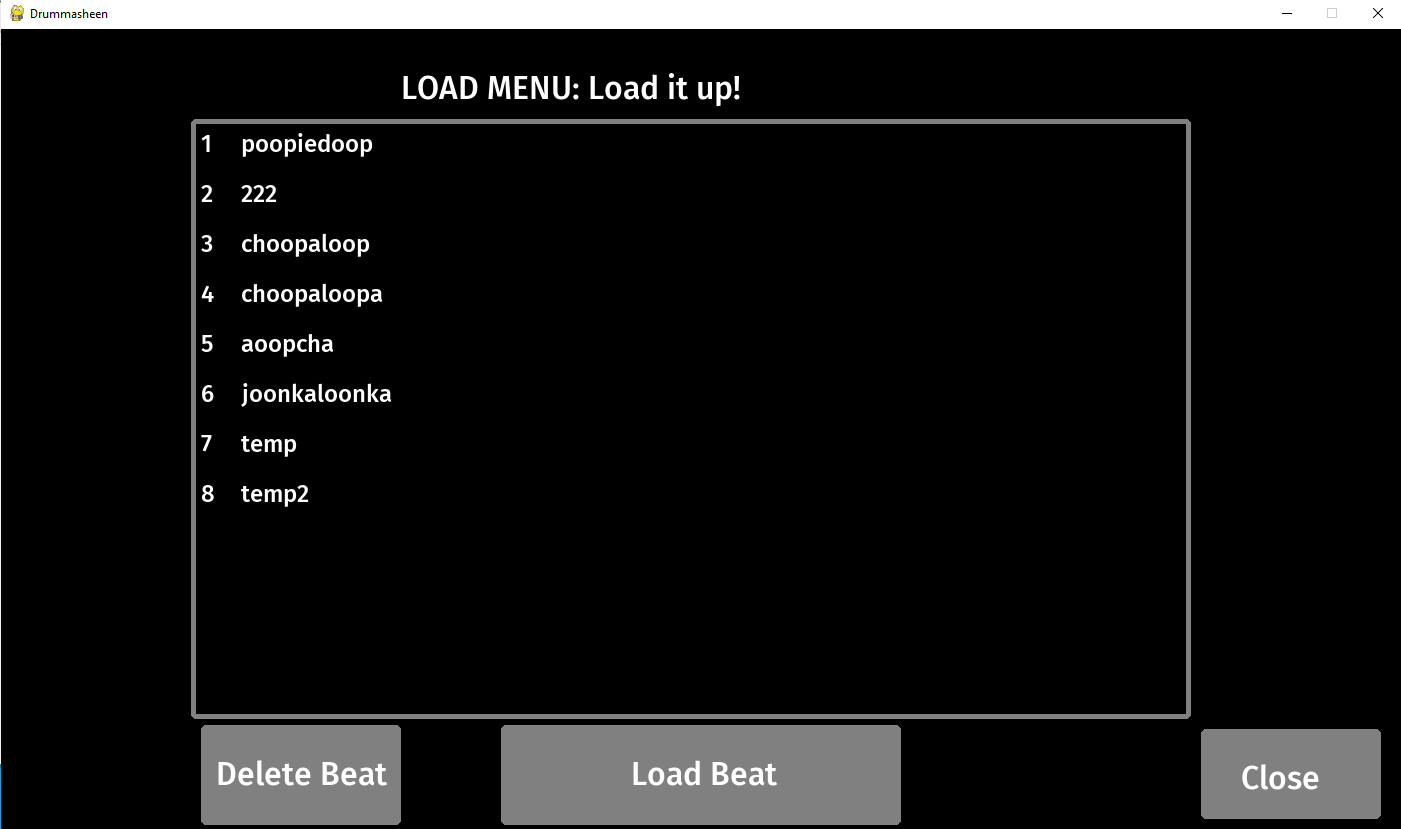 Drummasheen
LOAD MENU: Load it up!
1 poopiedoop
2 222
3 choopaloop
4 choopaloopa
5 aoopcha
6 joonkaloonka
7 temp
8 temp2
Delete Beat
Load Beat
Close